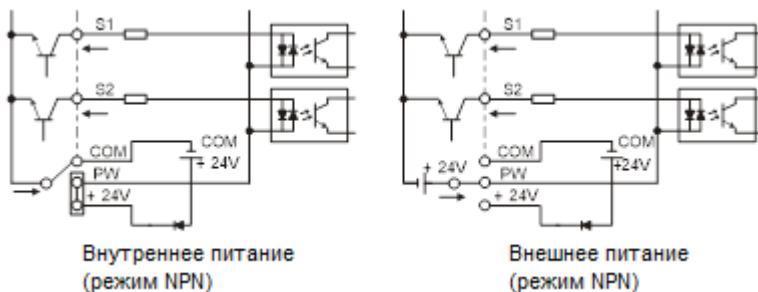 S1
S2
COM
COM
+ 24V
PW
+ 24V
Внутреннее питание
(режим NPN)
S1
S2
COM
COM
+24V
+ 24V
PW
+ 24V
Внешнее питание
(режим NPN)